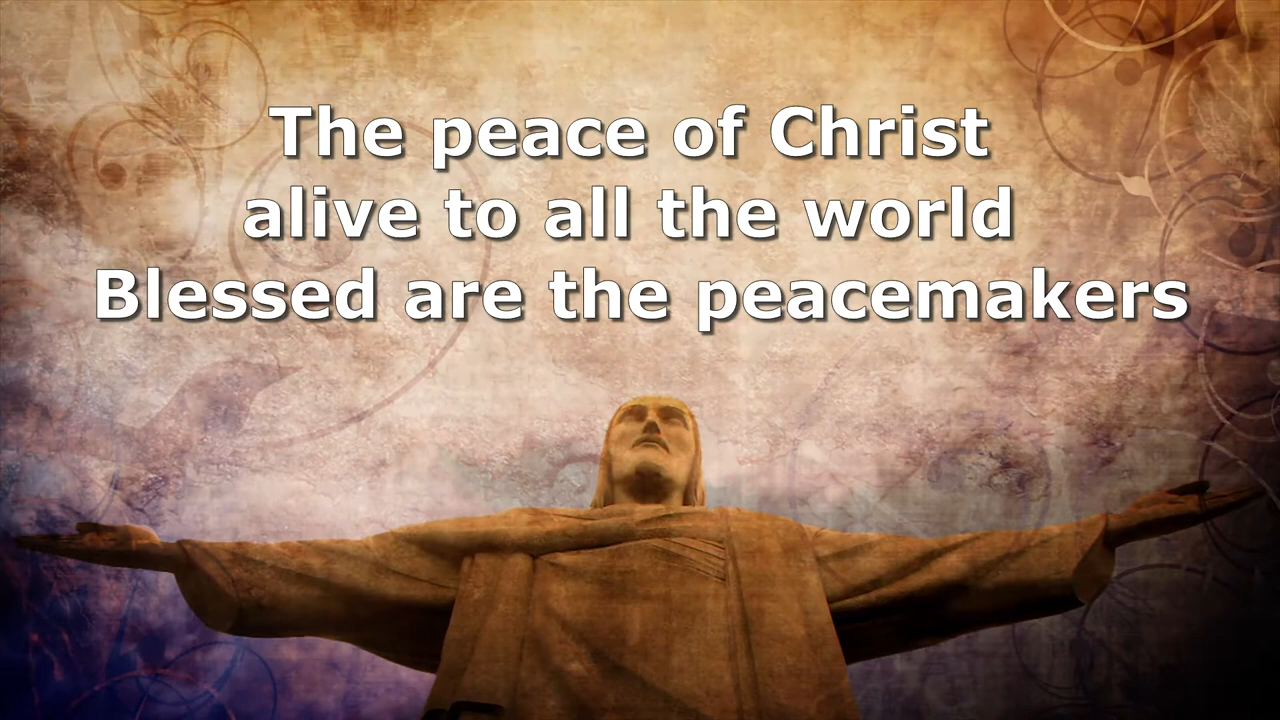 The peace of Christ
alive to all the world
Blessed are the peacemakers